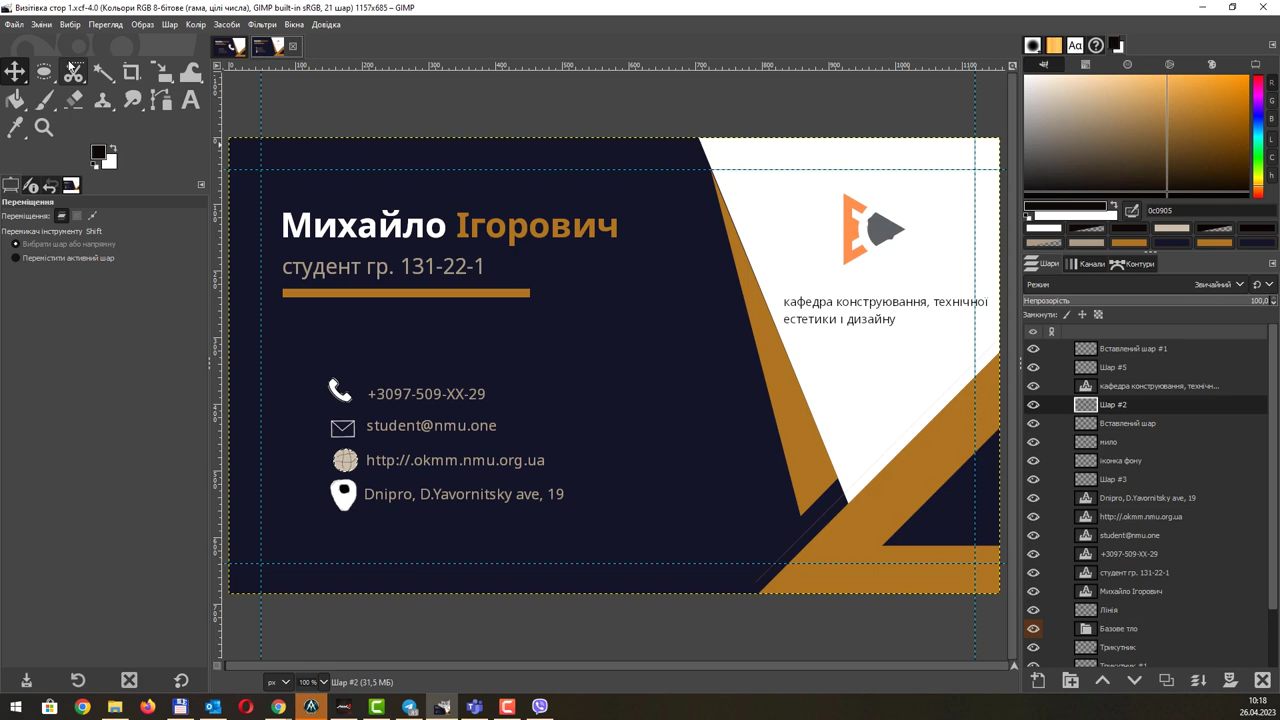 Візитівка стор 1.xcf-4.0 (Кольори RGB 8-бітове (гама, цілі числа), GIMP built-in sRGB, 21 шар) 1157x685 – GIMP
Файл Зміни Вибір Перегляд Образ Шар Колір Засоби Фільтри Вікна Довідка
Переміщення
Переміщення:
Перемикач інструменту Shift
Вибрати шар або напрямну
Перемістити активний шар
Михайло Ігорович
студент гр. 131-22-1
+3097-509-XX-29
student@nmu.one
http://.okmm.nmu.org.ua
Dnipro, D.Yavornitsky ave, 19
кафедра конструювання, технічної
естетики і дизайну
px 100 % Шар #2 (31,5 МБ)
0c0905
Шари Канали Контури
Режим Звичайний
Непрозорість 100,0
Замкнути:
Вставлений шар #1
Шар #5
кафедра конструювання, технічн...
Шар #2
Вставлений шар
мило
іконка фону
Шар #3
Dnipro, D.Yavornitsky ave, 19
http://.okmm.nmu.org.ua
student@nmu.one
+3097-509-XX-29
студент гр. 131-22-1
Михайло Ігорович
Лінія
Базове тло
Трикутник
Трикутник #1
10:18
26.04.2023